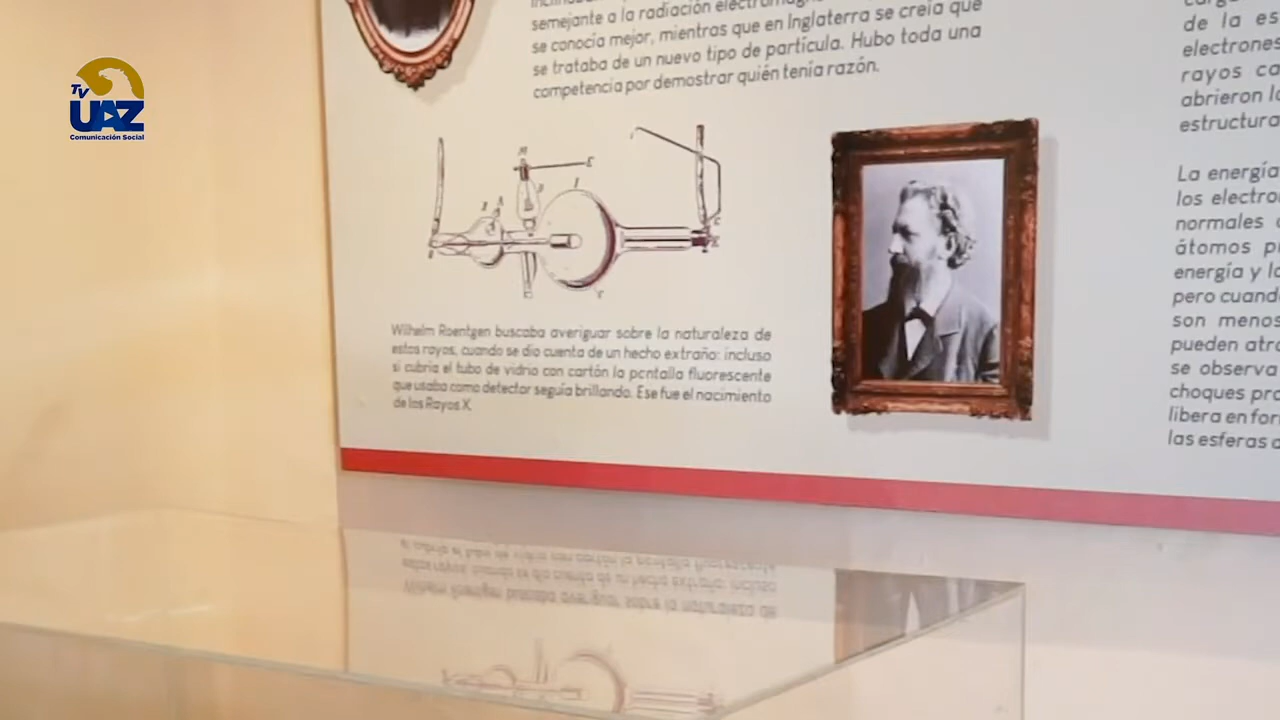 TV
UAZ
Comunicación Social
semejante a la radiación
se conocía mejor, mientras que en Inglaterra se creía que
se trataba de un nuevo tipo de partícula. Hubo toda una
competencia por demostrar quién tenía razón.
Wilhelm Roentgen buscaba averiguar sobre la naturaleza de
estos rayos, cuando se dio cuenta de un hecho extraño: incluso
si cubría el tubo de vidrio con cartón la pantalla fluorescente
que usaba como detector seguía brillando. Ese fue el nacimiento
de los Rayos X.
de la es
electrones
rayos ca
abrieron l
estructura
La energía
los electro
normales
átomos p
energía y l
pero cuand
son menos
pueden atr
se observa
choques pro
libera en for
las esferas d